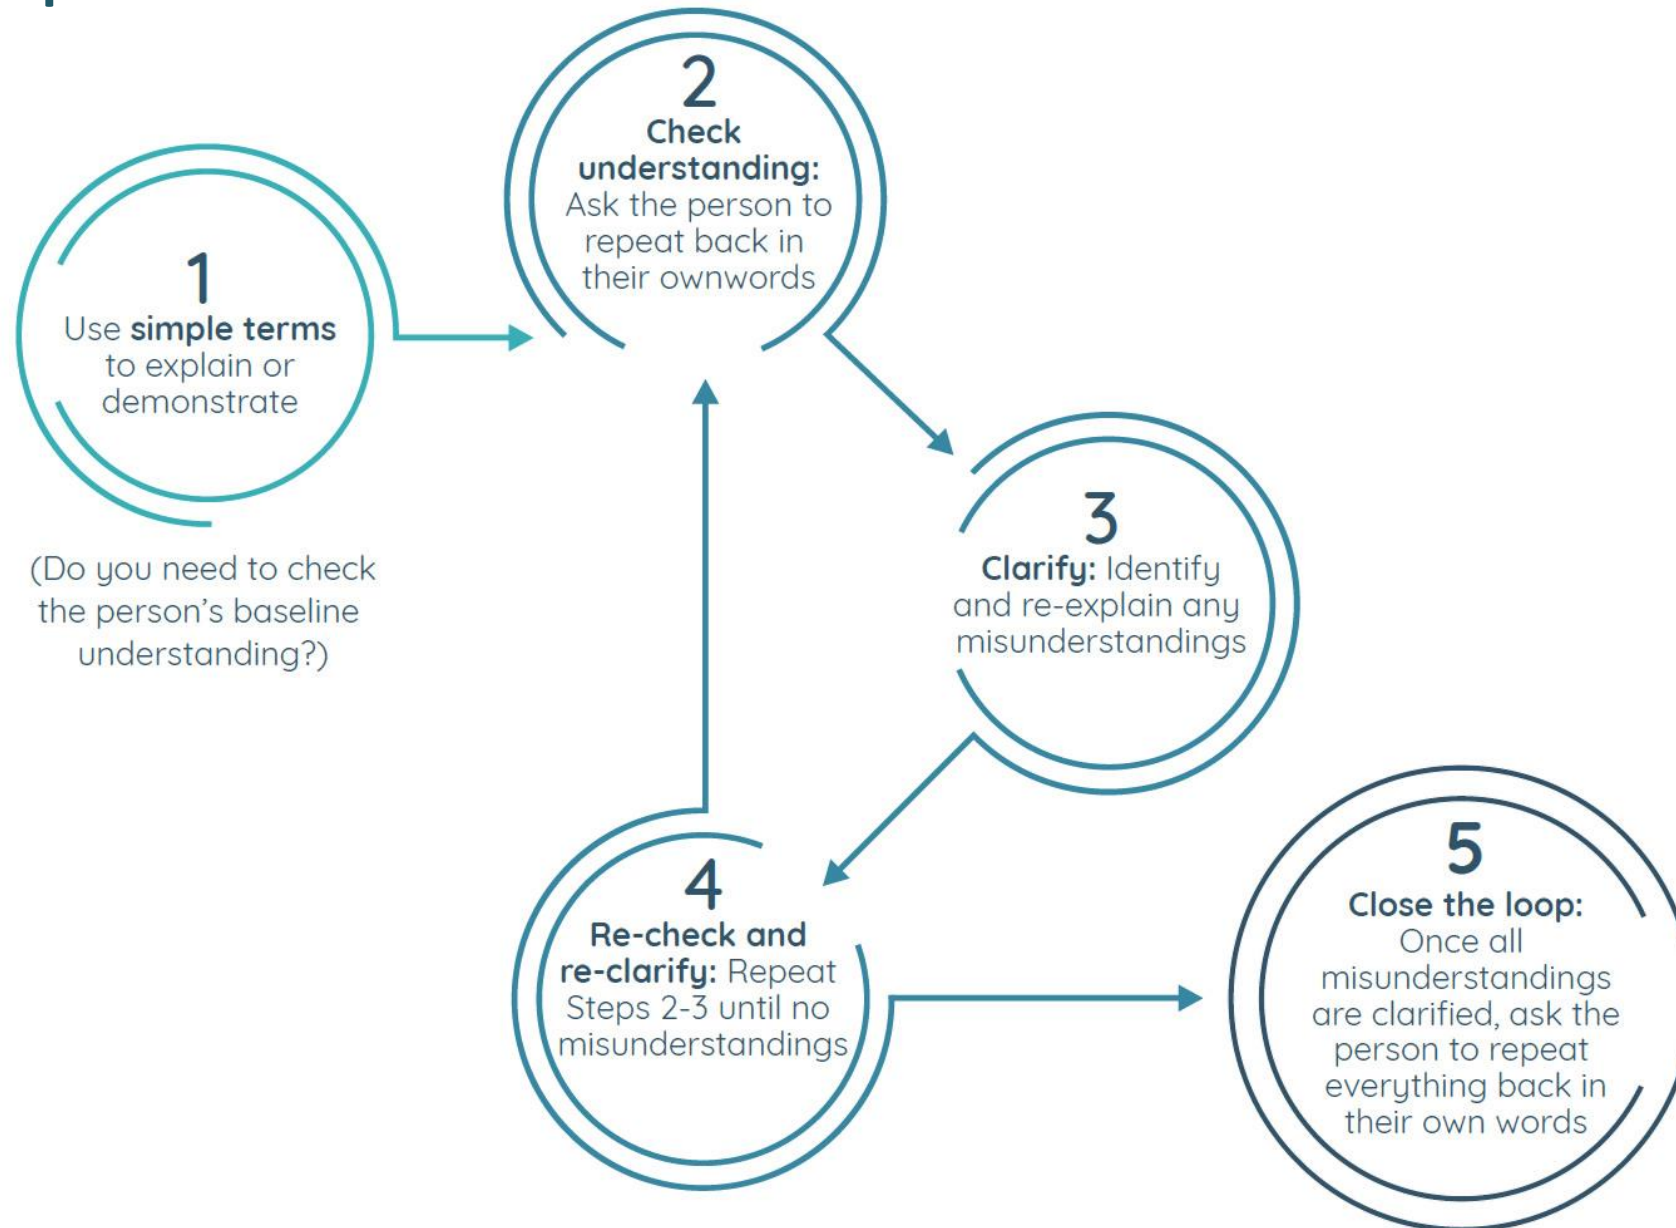 1
Use simple terms
to explain or
demonstrate
(Do you need to check
the person's baseline
understanding?)
2
Check
understanding:
Ask the person to
repeat back in
their ownwords
3
Clarify: Identify
and re-explain any
misunderstandings
4
Re-check and
re-clarify: Repeat
Steps 2-3 until no
misunderstandings
5
Close the loop:
Once all
misunderstandings
are clarified, ask the
person to repeat
everything back in
their own words